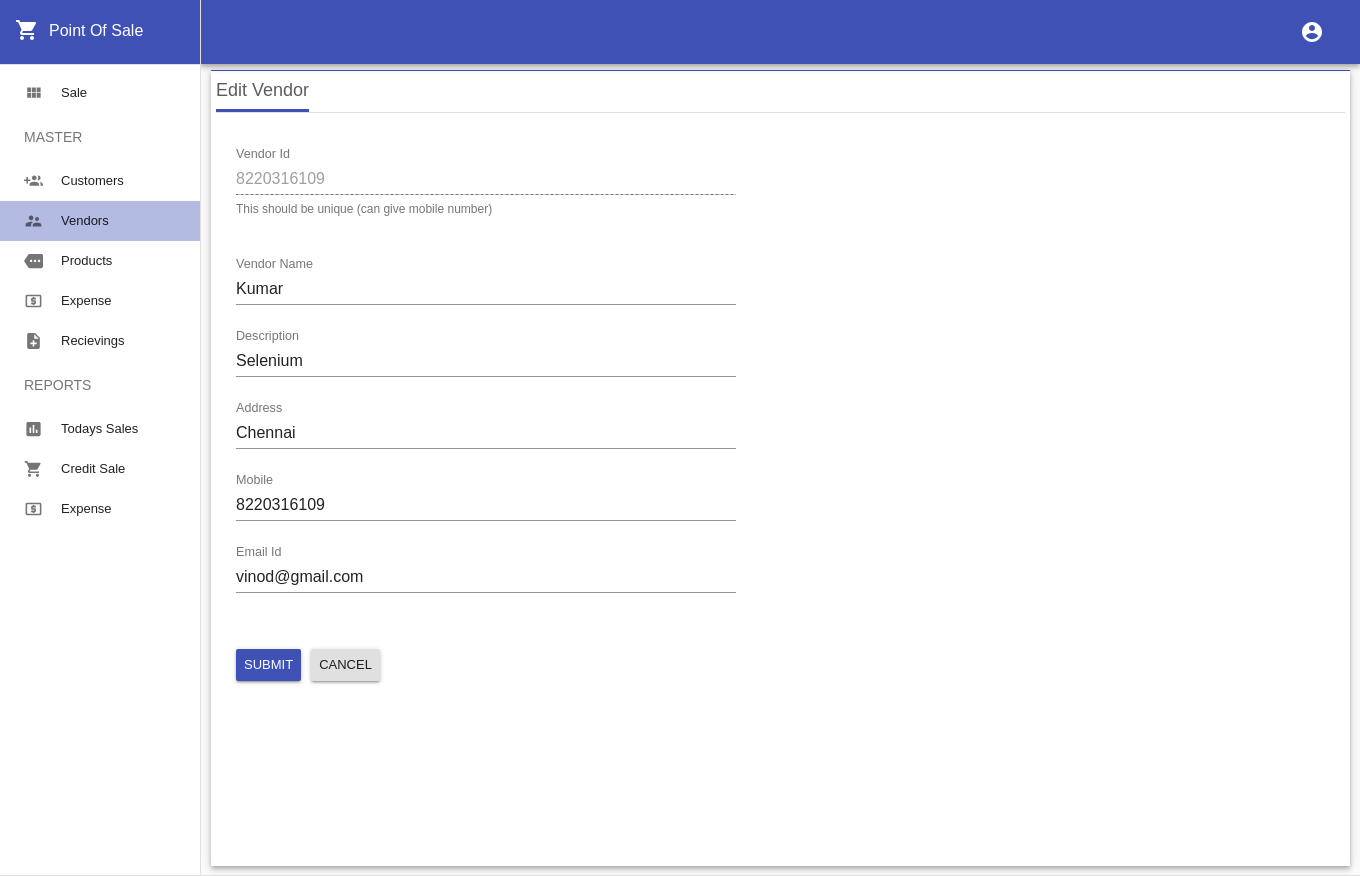 Point Of Sale
Sale
MASTER
Customers
Vendors
Products
Expense
Recievings
REPORTS
Todays Sales
Credit Sale
Expense
Edit Vendor
Vendor Id
8220316109
This should be unique (can give mobile number)
Vendor Name
Kumar
Description
Selenium
Address
Chennai
Mobile
8220316109
Email Id
vinod@gmail.com
SUBMIT CANCEL